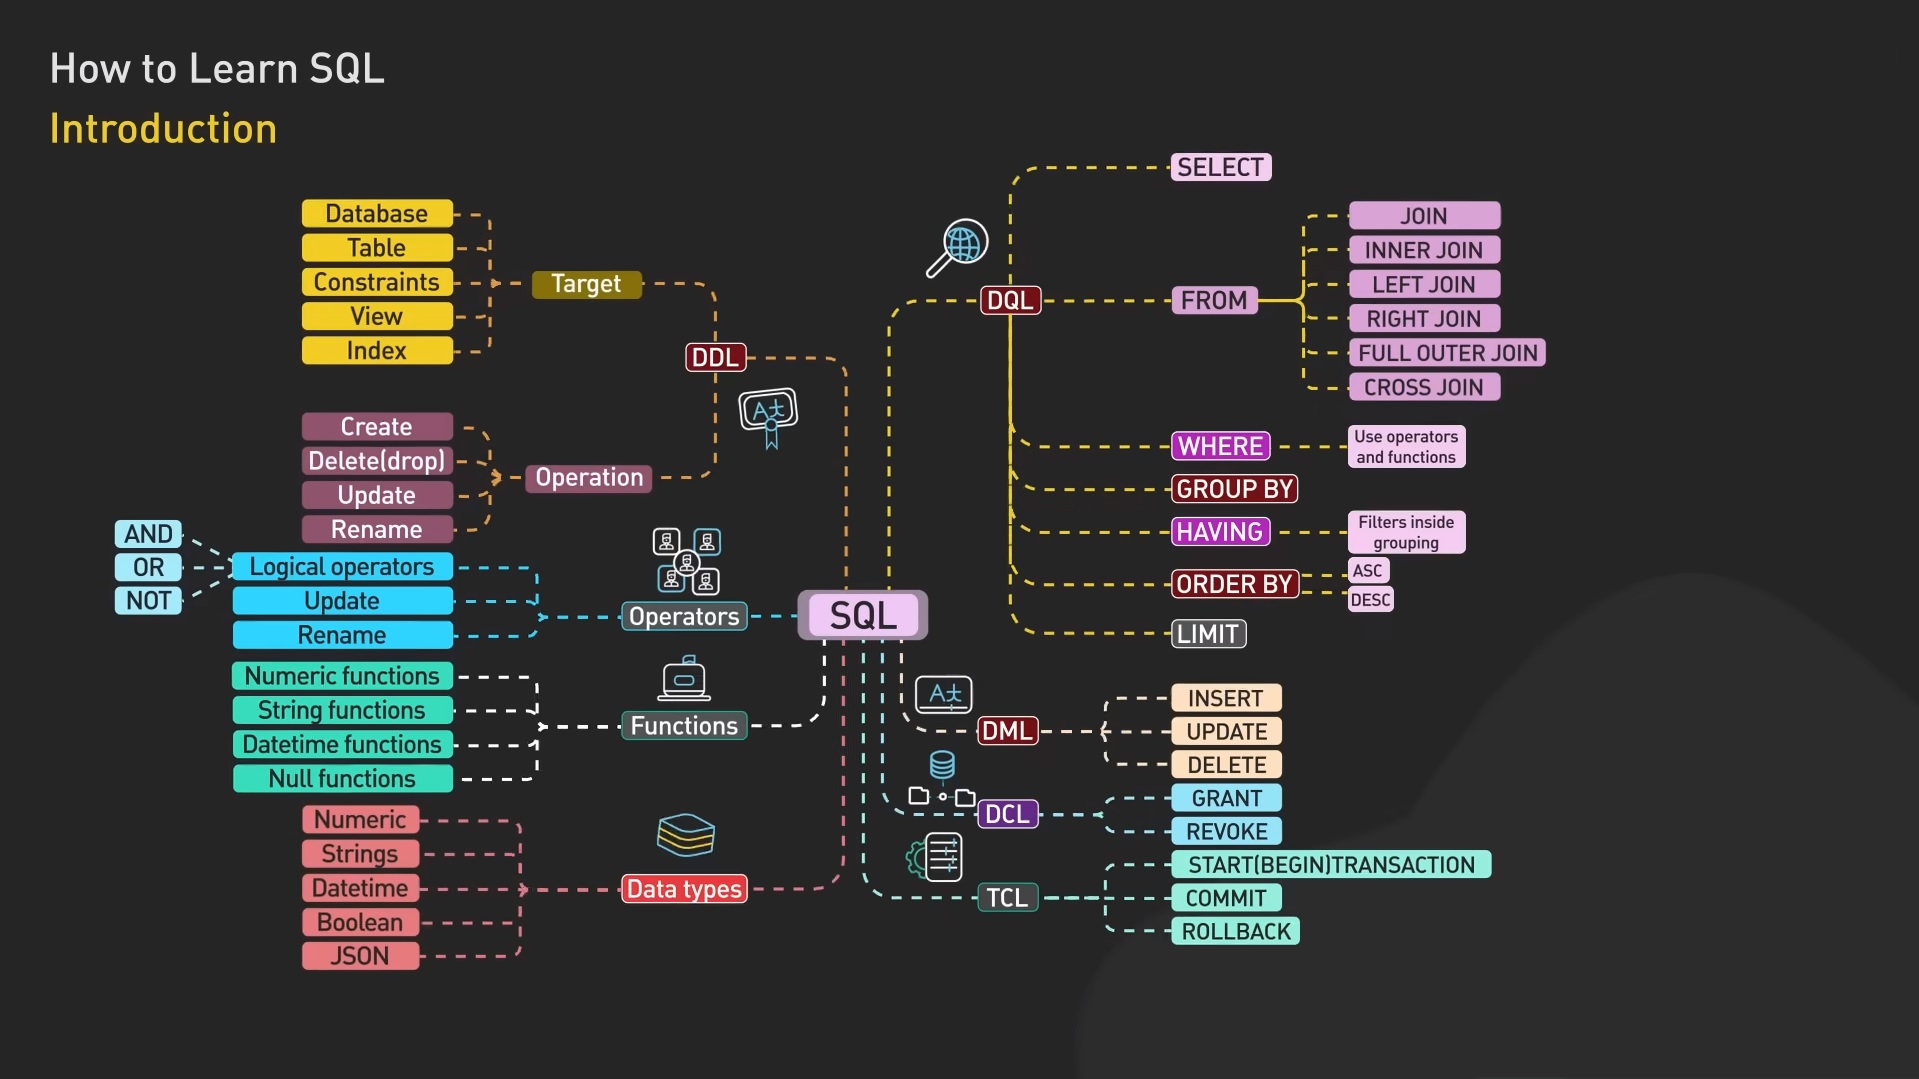 How to Learn SQL
Introduction
Database
Table
Constraints
View
Index
Target
DDL
Create
Delete(drop)
Update
Rename
Operation
AND
OR
NOT
Logical operators
Update
Rename
Operators
Numeric functions
String functions
Datetime functions
Null functions
Functions
Numeric
Strings
Datetime
Boolean
JSON
Data types
SQL
DQL
SELECT
FROM
JOIN
INNER JOIN
LEFT JOIN
RIGHT JOIN
FULL OUTER JOIN
CROSS JOIN
WHERE
Use operators
and functions
GROUP BY
HAVING
Filters inside
grouping
ORDER BY
ASC
DESC
LIMIT
DML
INSERT
UPDATE
DELETE
DCL
GRANT
REVOKE
TCL
START(BEGIN)TRANSACTION
COMMIT
ROLLBACK